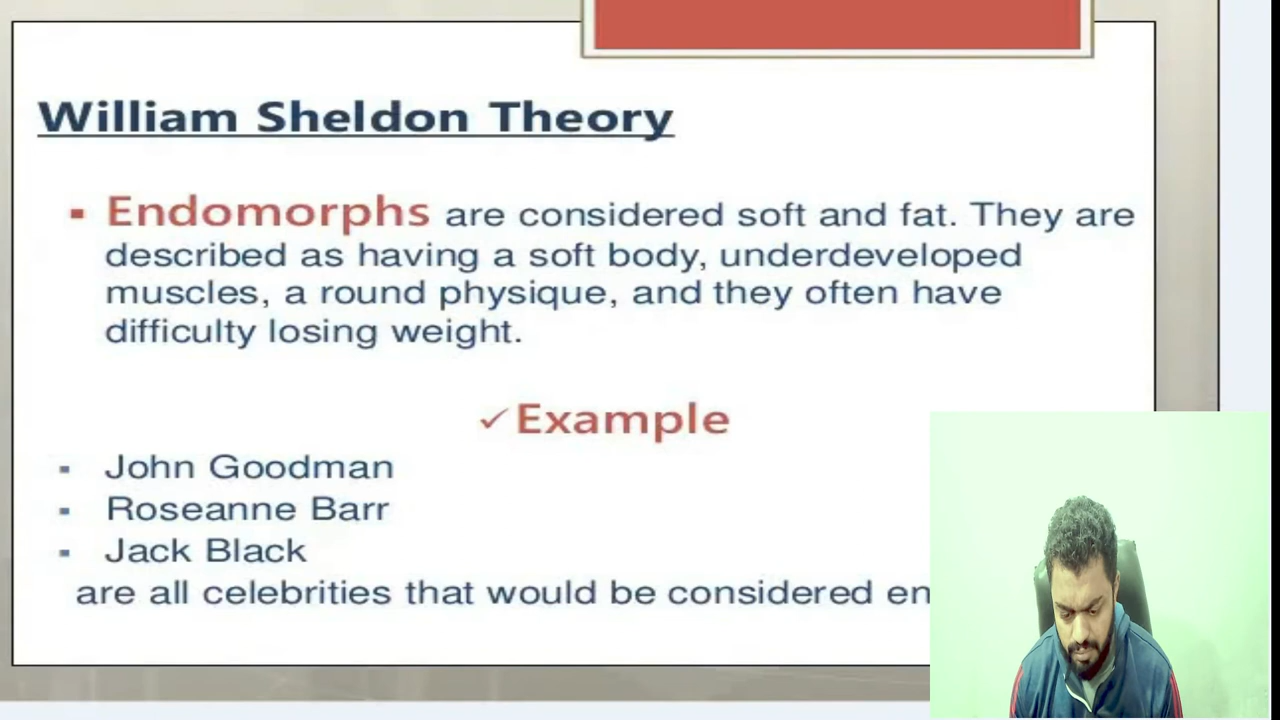 William Sheldon Theory
▪ Endomorphs are considered soft and fat. They are
described as having a soft body, underdeveloped
muscles, a round physique, and they often have
difficulty losing weight.
✓Example
▪ John Goodman
▪ Roseanne Barr
▪ Jack Black
are all celebrities that would be considered en